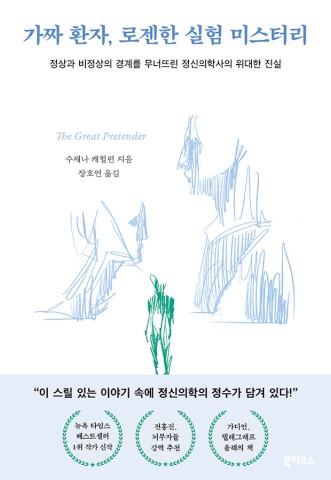 가짜 환자, 로젠한 실험 미스터리
정상과 비정상의 경계를 무너뜨린 정신의학사의 위대한 진실
The Great Pretender
수재나 캐헐런 지음
장호연 옮김
“이 스릴 있는 이야기 속에 정신의학의 정수가 담겨 있다!”
뉴욕 타임스
베스트셀러
1위 작가 신작
전홍진,
뇌부자들
강력 추천
가디언,
텔레그래프
올해의 책
북하우스